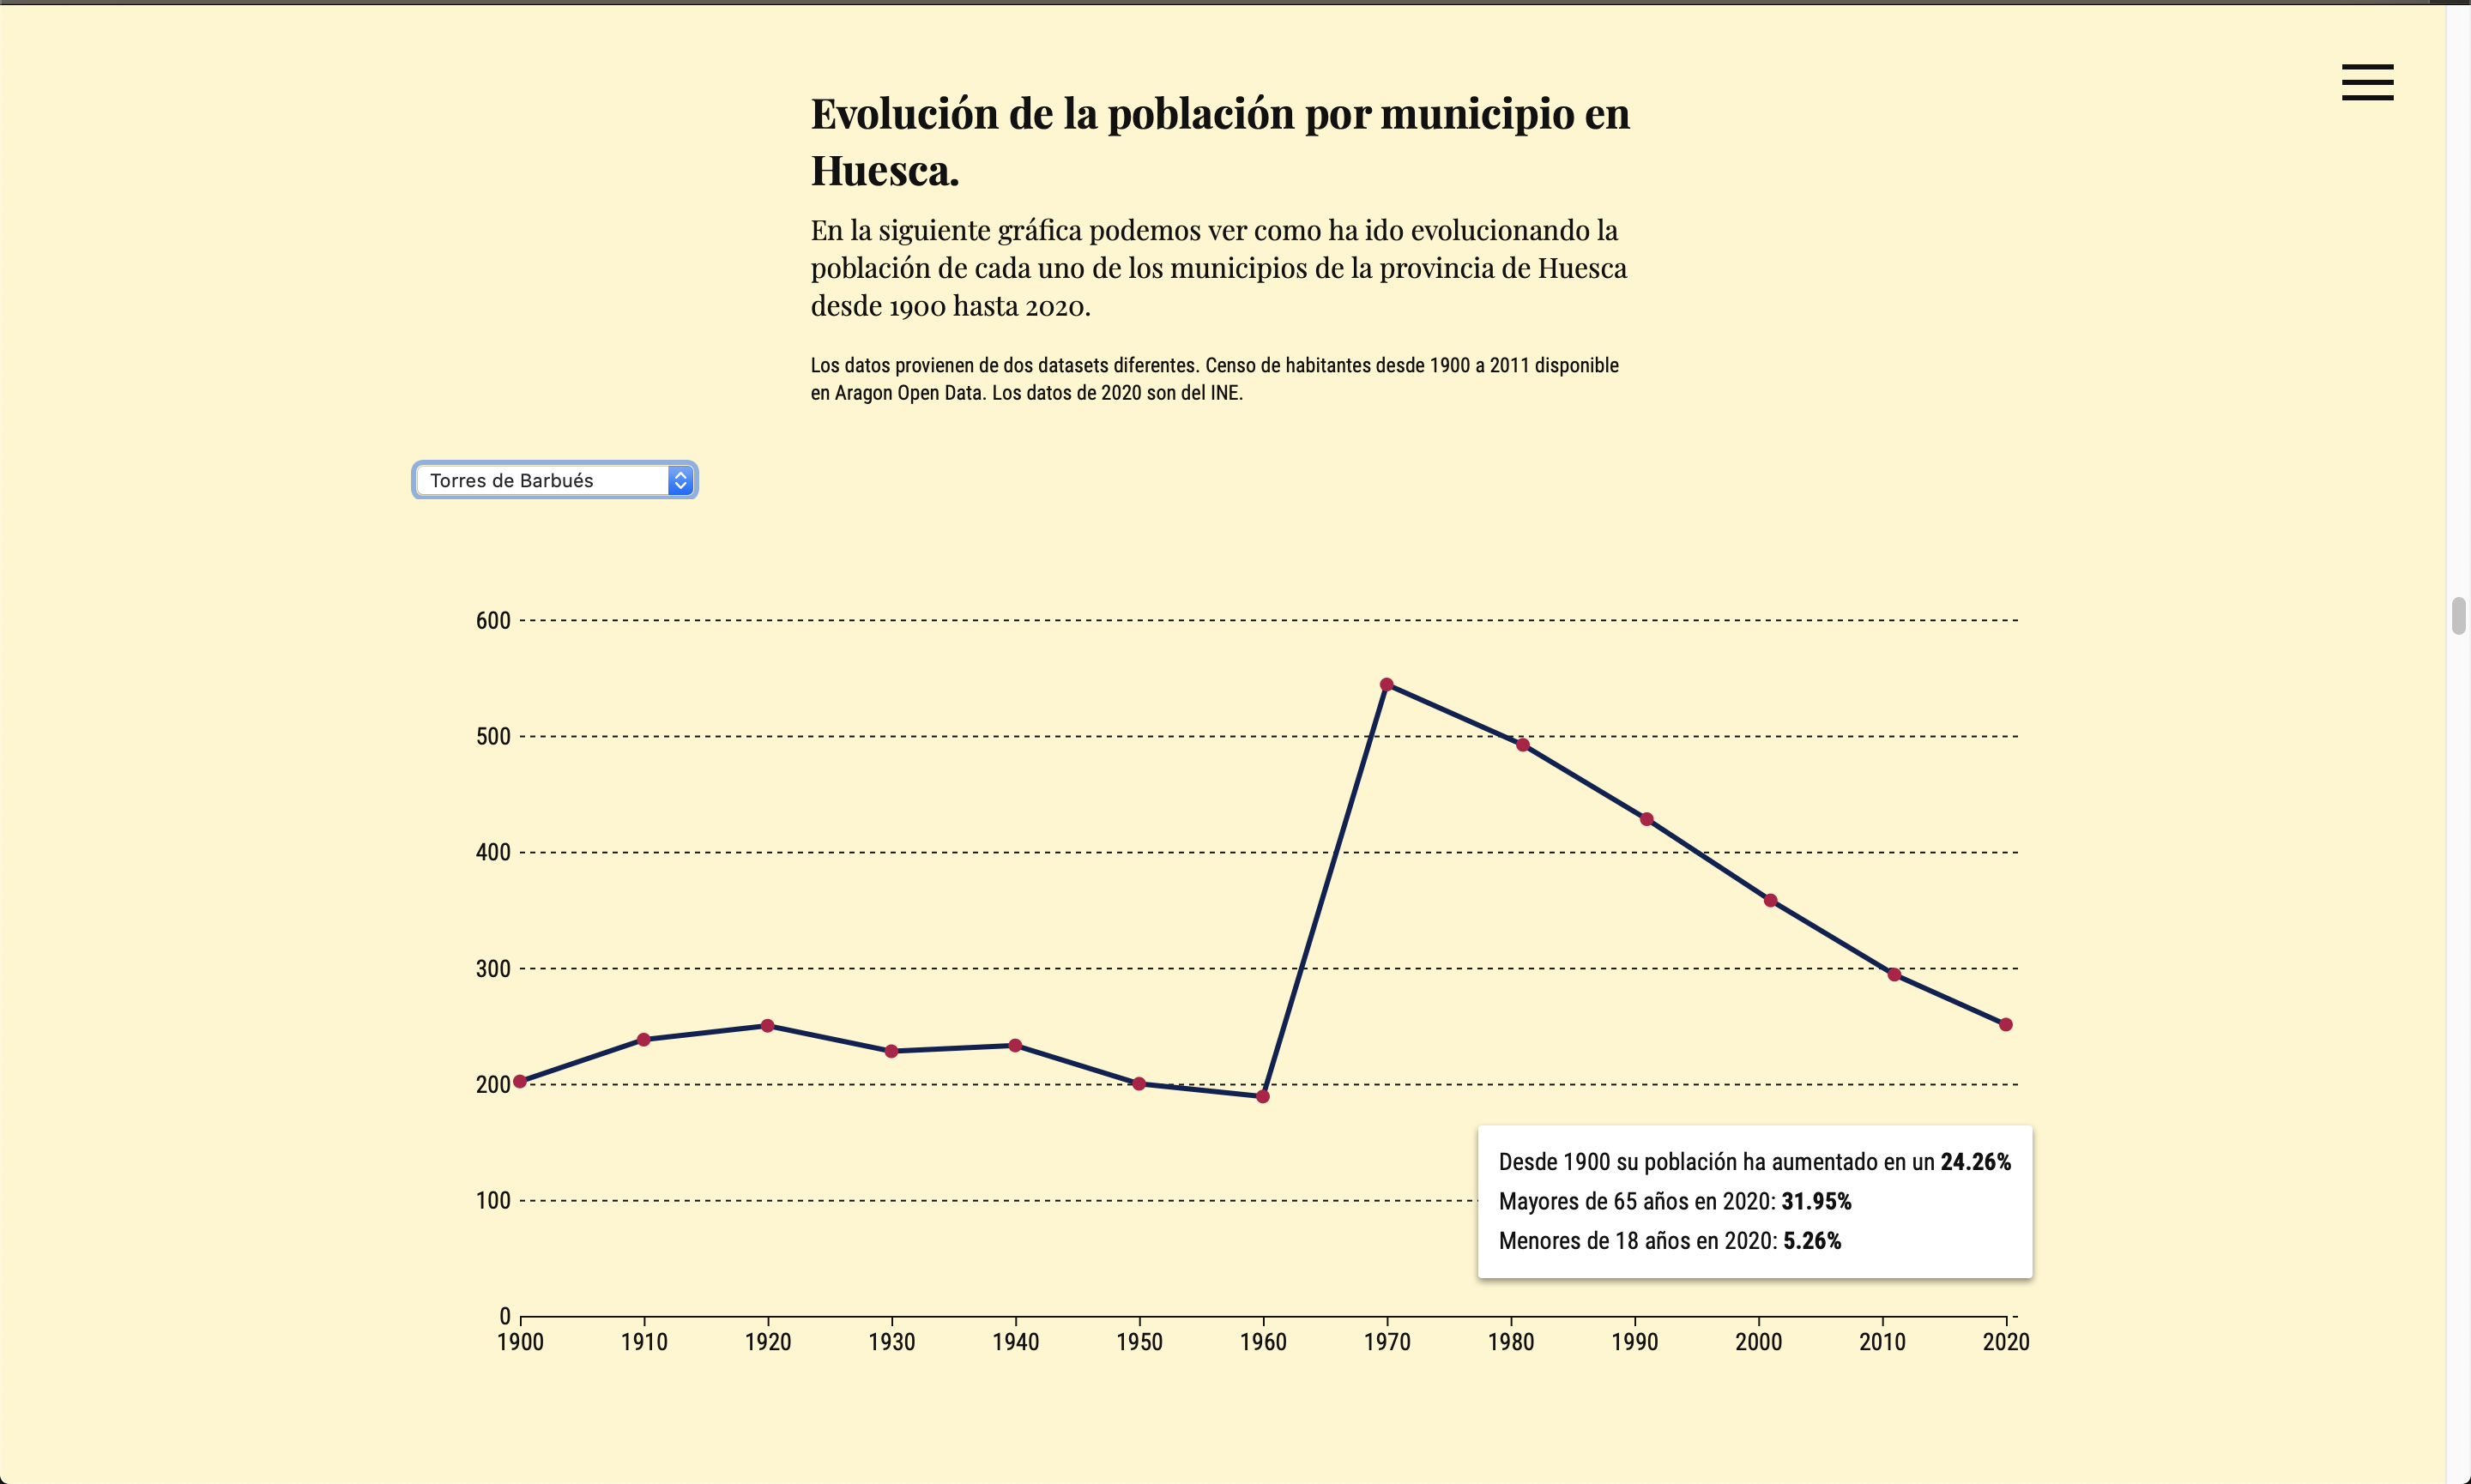 Evolución de la población por municipio en
Huesca.
En la siguiente gráfica podemos ver como ha ido evolucionando la
población de cada uno de los municipios de la provincia de Huesca
desde 1900 hasta 2020.
Los datos provienen de dos datasets diferentes. Censo de habitantes desde 1900 a 2011 disponible
en Aragon Open Data. Los datos de 2020 son del INE.
Torres de Barbués
600
500
400
300
200
100
0
Desde 1900 su población ha aumentado en un 24.26%
Mayores de 65 años en 2020: 31.95%
Menores de 18 años en 2020: 5.26%
1900 1910 1920 1930 1940 1950 1960 1970 1980 1990 2000 2010 2020